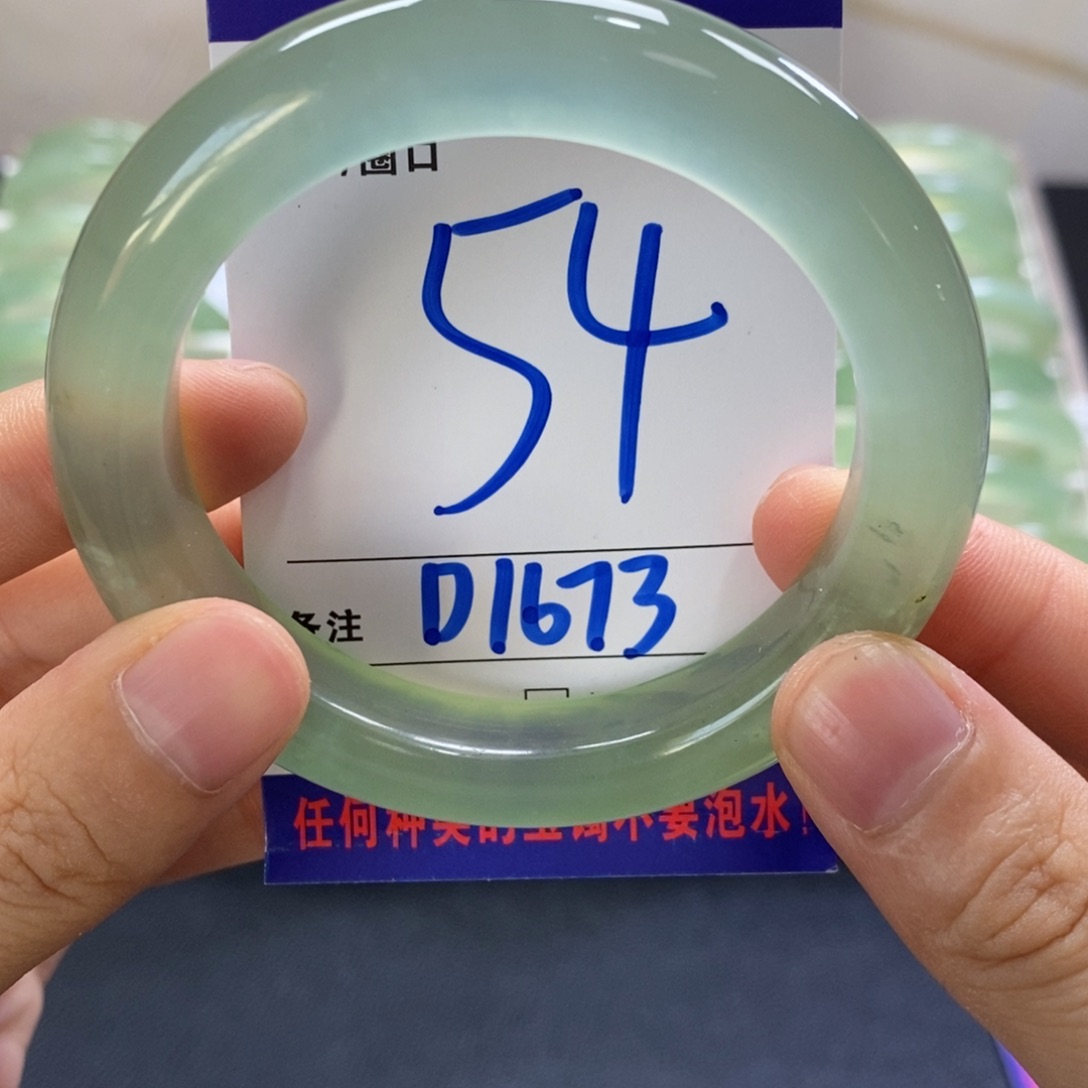 圈口
54
备注 D1673
任何种类的玉镯不要泡水！